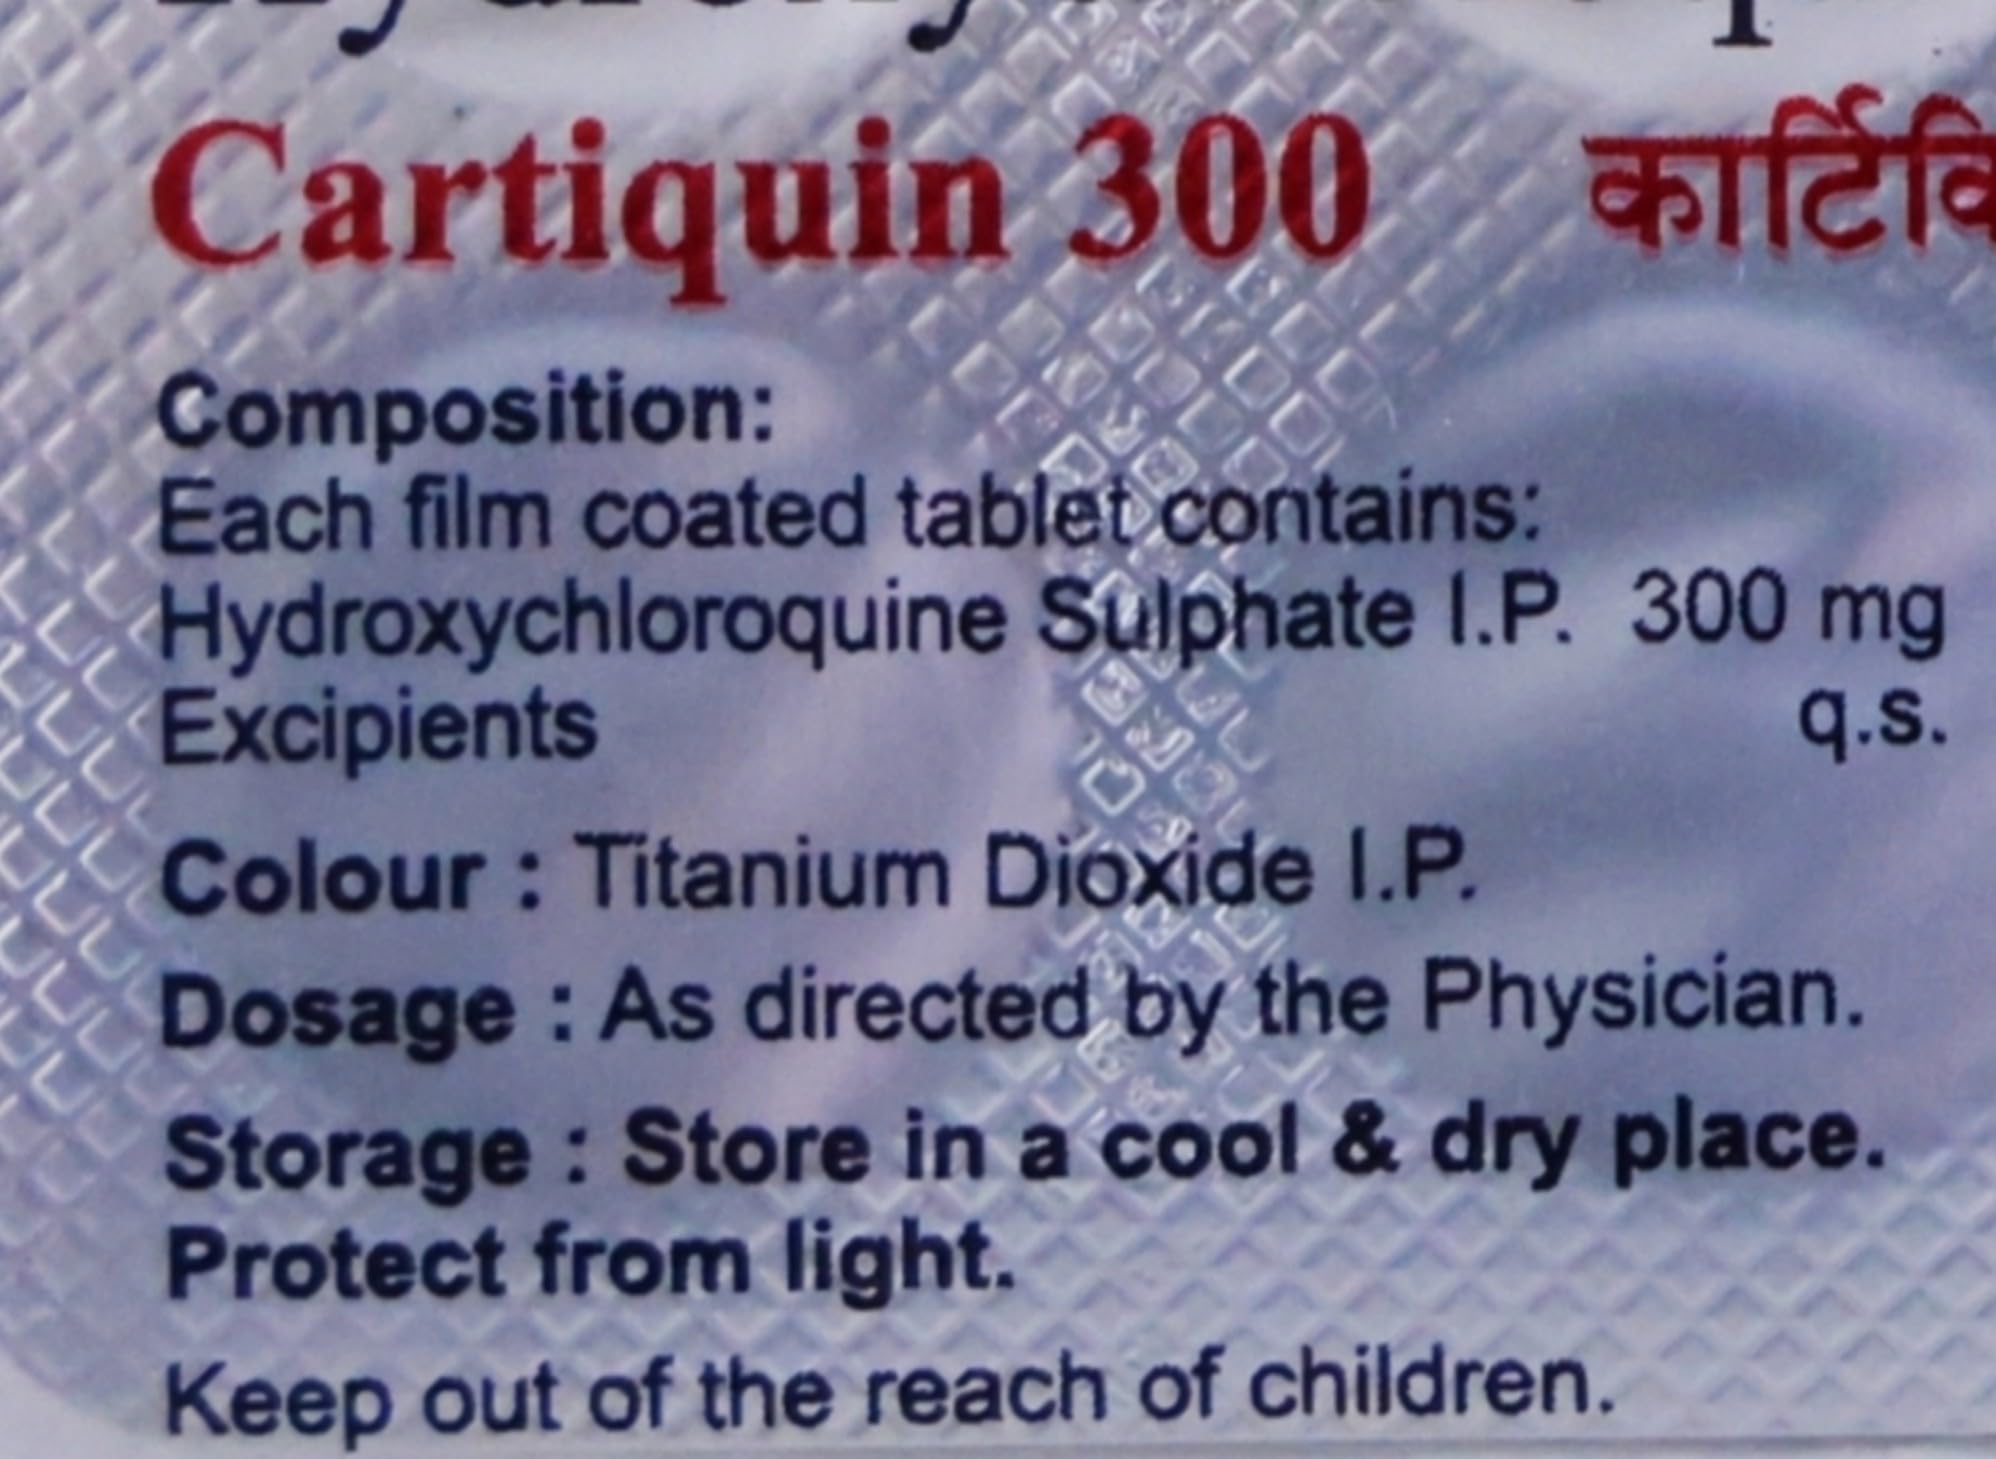 Cartiquin 300
Composition:
Each film coated tablet contains:
Hydroxychloroquine Sulphate I.P. 300 mg
Excipients q.s.
Colour : Titanium Dioxide I.P.
Dosage : As directed by the Physician.
Storage : Store in a cool & dry place.
Protect from light.
Keep out of the reach of children.